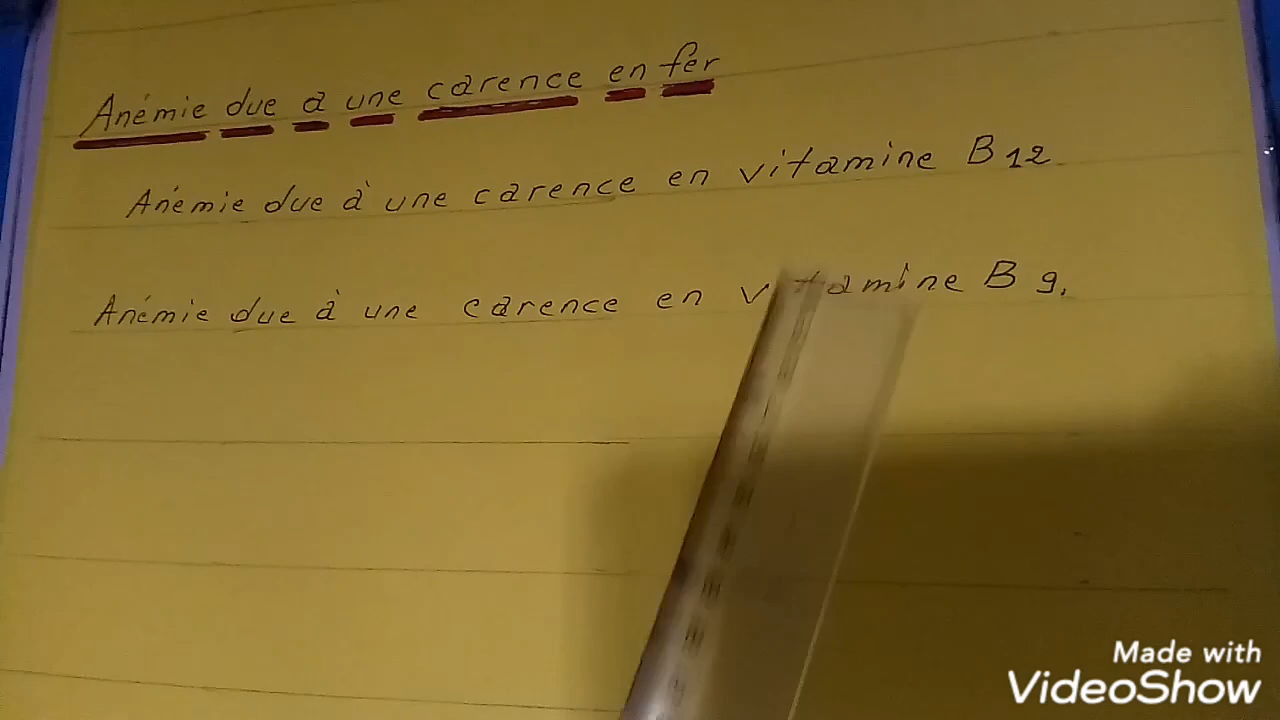 Anémie due a une carence en fer
Anémie due à une carence en vitamine B12
Anémie due à une carence en vitamine B 9.
Made with
VideoShow